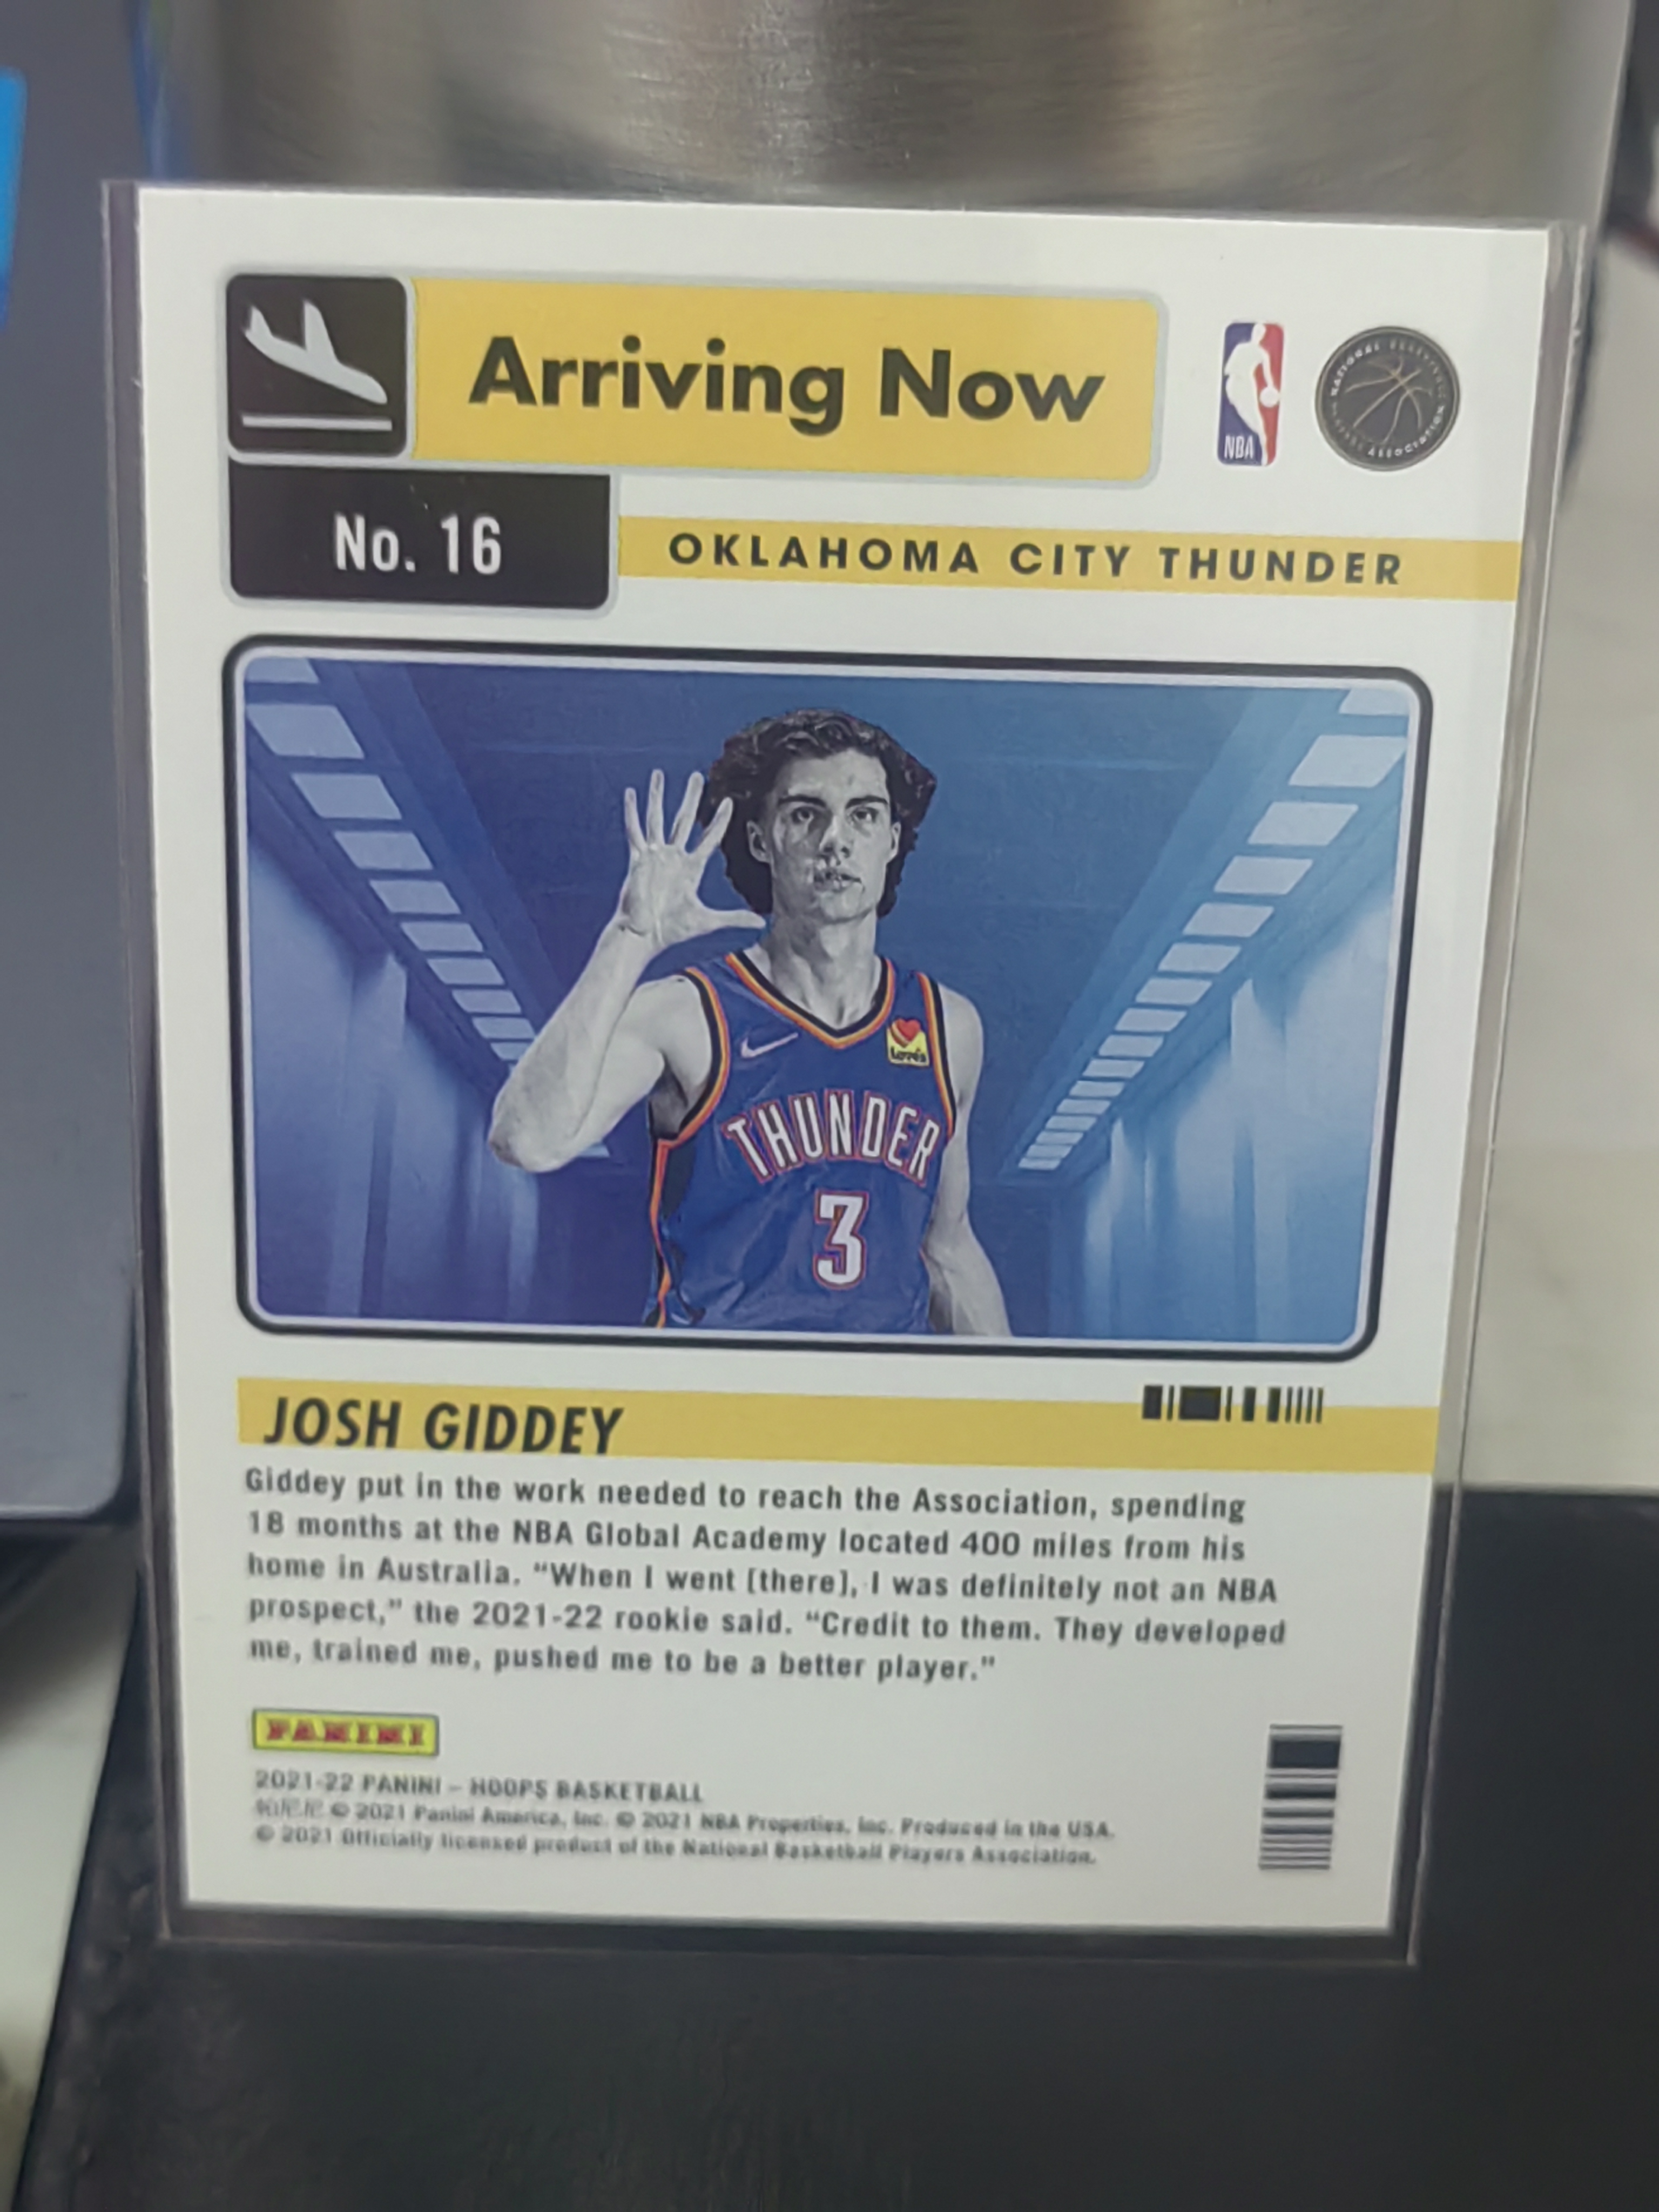 Arriving Now
NBA
No. 16
OKLAHOMA CITY THUNDER
Love's
THUNDER
3
JOSH GIDDEY
Giddey put in the work needed to reach the Association, spending
18 months at the NBA Global Academy located 400 miles from his
home in Australia. "When I went [there], I was definitely not an NBA
prospect," the 2021-22 rookie said. "Credit to them. They developed
me, trained me, pushed me to be a better player."
PANINI
2021-22 PANINI – HOOPS BASKETBALL
© 2021 Panini America, Inc. © 2021 NBA Properties, Inc. Produced in the USA.
© 2021 Officially licensed product of the National Basketball Players Association.